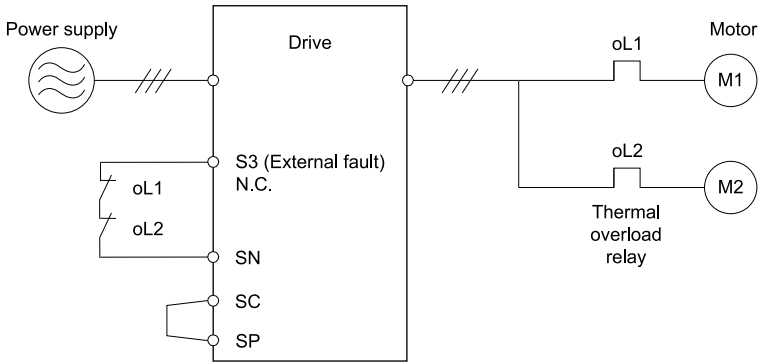 Power supply
Drive
oL1
Motor
M1
S3 (External fault)
N.C.
oL1
oL2
oL2
M2
Thermal
overload
relay
SN
SC
SP